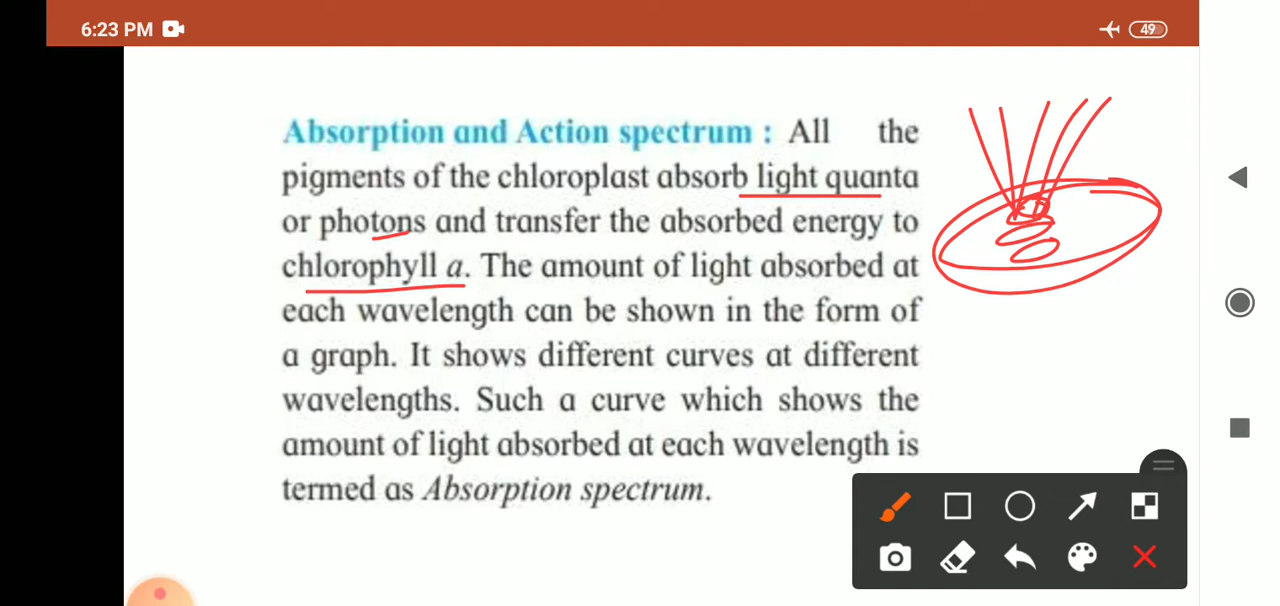 6:23 PM
49
Absorption and Action spectrum : All the
pigments of the chloroplast absorb light quanta
or photons and transfer the absorbed energy to
chlorophyll a. The amount of light absorbed at
each wavelength can be shown in the form of
a graph. It shows different curves at different
wavelengths. Such a curve which shows the
amount of light absorbed at each wavelength is
termed as Absorption spectrum.